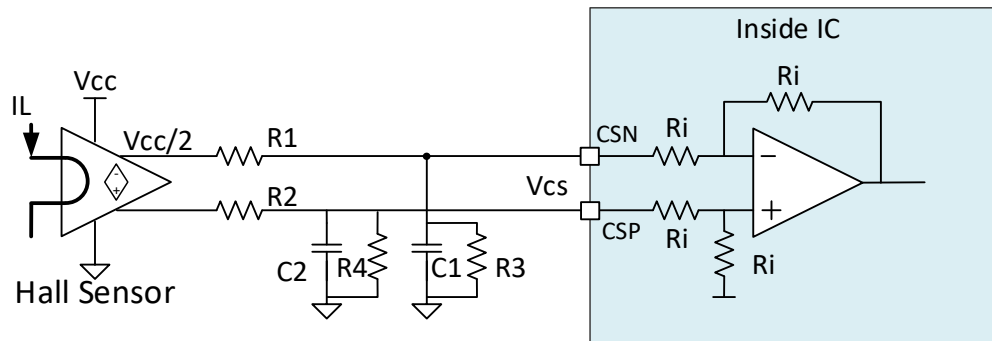 Inside IC
Vcc
Ri
IL
Vcc/2
R1
CSN
Ri
-
+
R2
Vcs
CSP
Ri
+
Ri
C2
R4
C1
R3
Hall Sensor